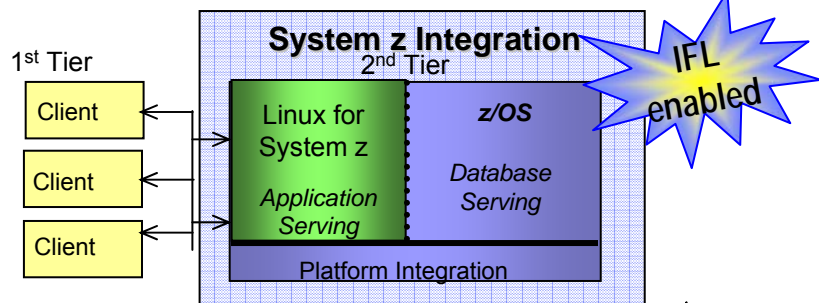 System z Integration
1st Tier
2nd Tier
IFL
enabled
Client
Client
Client
Linux for
System z
Application
Serving
z/OS
Database
Serving
Platform Integration